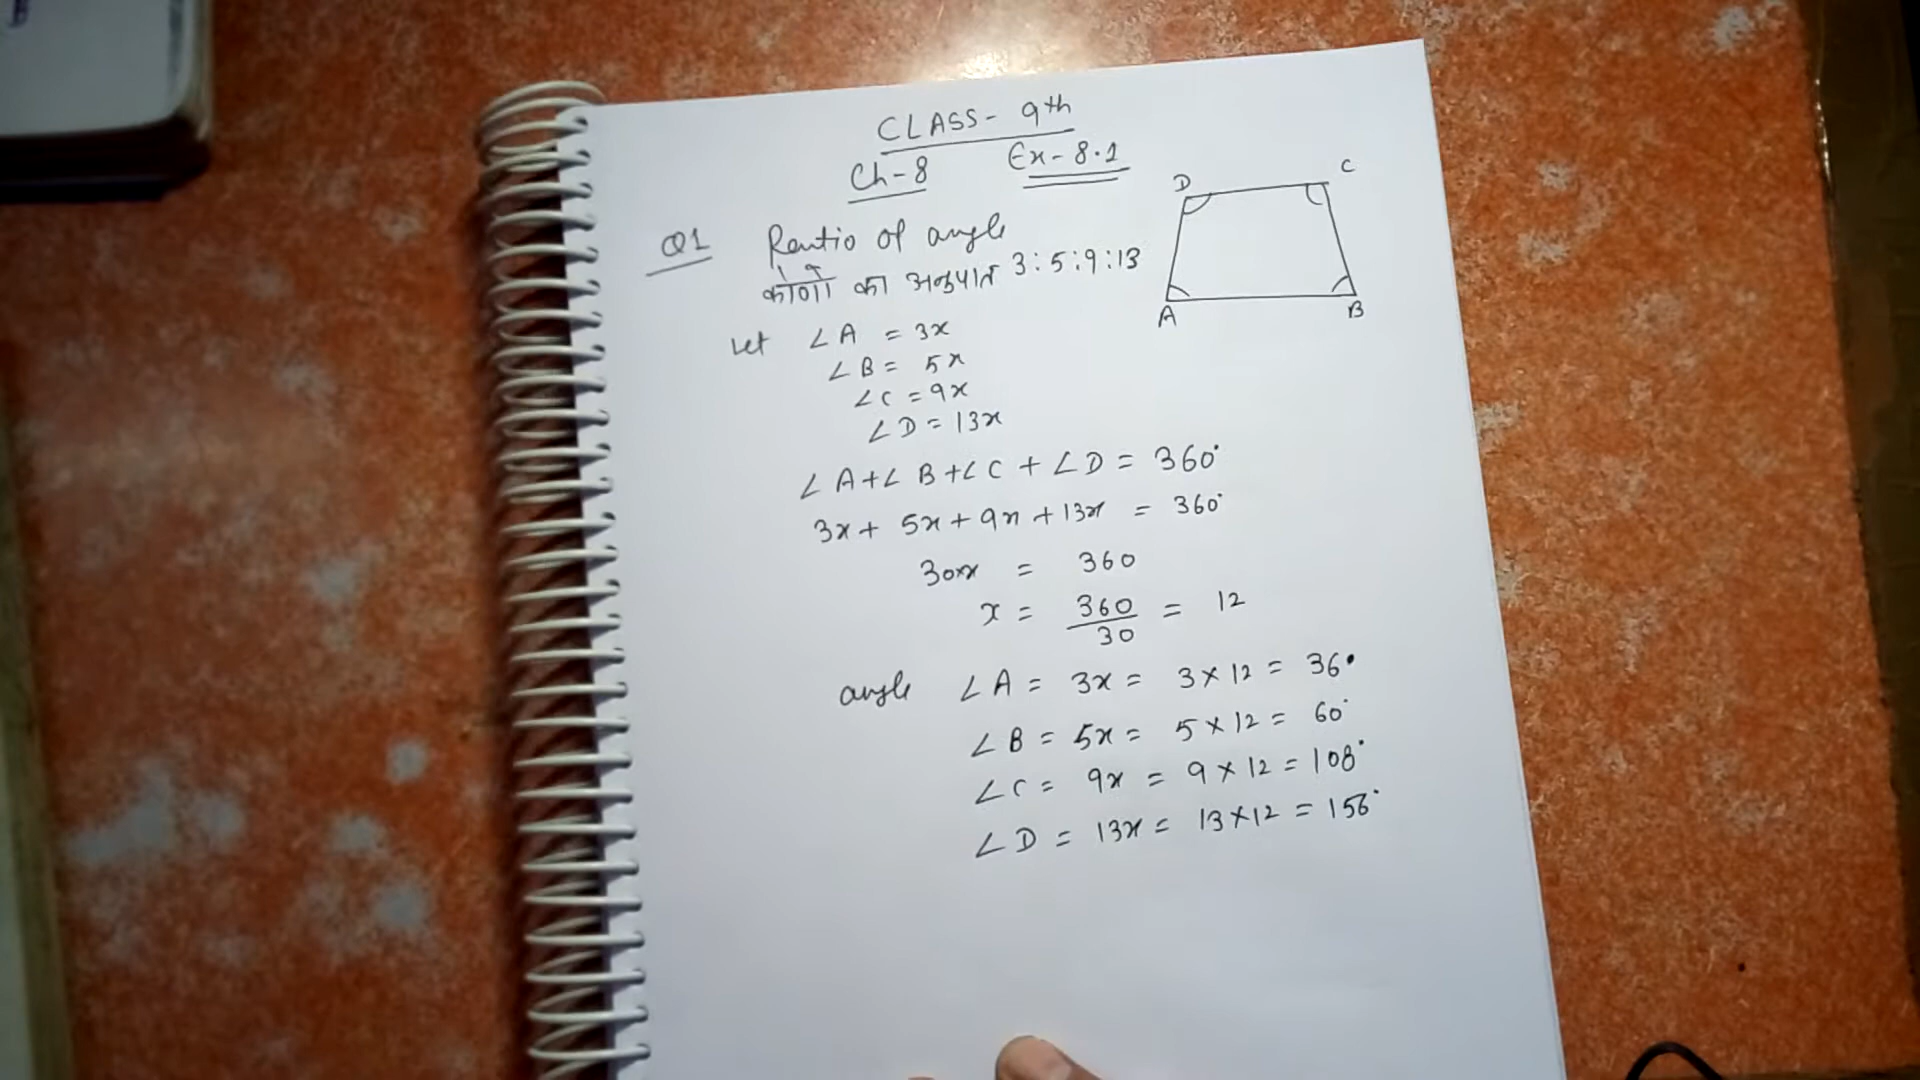 CLASS - 9th
Ch-8 Ex-8.1
Q1 Ratio of angle
कोणों का अनुपात 3:5:9:13
D C
A B
Let ∠A = 3x
∠B = 5x
∠C = 9x
∠D = 13x
∠A+∠B+∠C+∠D = 360°
3x + 5x + 9x + 13x = 360°
30x = 360
x = 360/30 = 12
angle ∠A = 3x = 3×12 = 36°
∠B = 5x = 5×12 = 60°
∠C = 9x = 9×12 = 108°
∠D = 13x = 13×12 = 156°